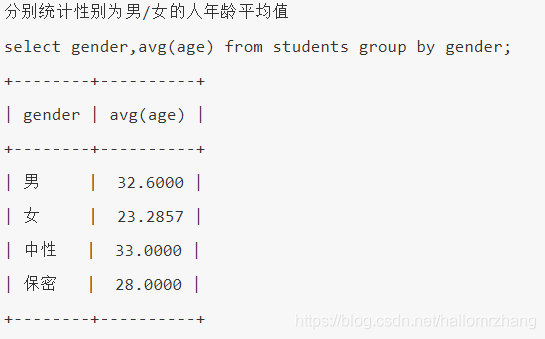 分别统计性别为男/女的人年龄平均值
select gender,avg(age) from students group by gender;
+--------+----------+
| gender | avg(age) |
+--------+----------+
| 男     |  32.6000 |
| 女     |  23.2857 |
| 中性   |  33.0000 |
| 保密   |  28.0000 |
+--------+----------+
https://blog.csdn.net/hallomrzhang